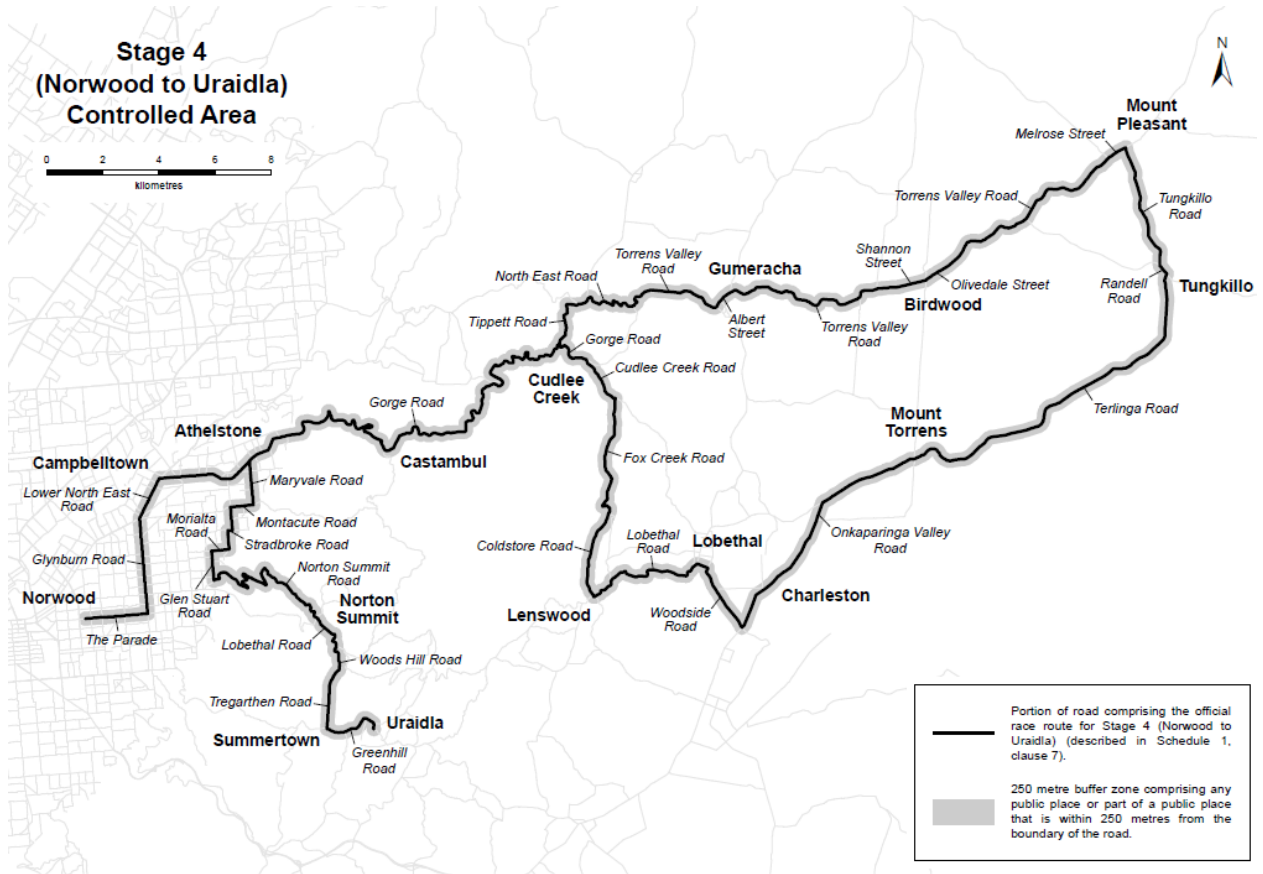 Stage 4
(Norwood to Uraidla)
Controlled Area
0 2 4 6 8
kilometres
N
Mount
Pleasant
Melrose Street
Torrens Valley Road
Tungkillo
Road
Shannon
Street
Torrens Valley
Road
Gumeracha
North East Road
Olivedale Street
Randell
Road
Tungkillo
Birdwood
Tippett Road
Albert
Street
Torrens Valley
Road
Gorge Road
Cudlee Creek Road
Cudlee
Creek
Gorge Road
Terlinga Road
Mount
Torrens
Athelstone
Castambul
Campbelltown
Fox Creek Road
Maryvale Road
Lower North East
Road
Morialta
Road
Montacute Road
Onkaparinga Valley
Road
Stradbroke Road
Coldstore Road
Lobethal
Road
Lobethal
Glynburn Road
Norton Summit
Road
Norwood
Glen Stuart
Road
Norton
Summit
Charleston
Lenswood
Woodside
Road
The Parade
Lobethal Road
Woods Hill Road
Tregarthen Road
Uraidla
Summertown
Greenhill
Road
Portion of road comprising the official
race route for Stage 4 (Norwood to
Uraidla) (described in Schedule 1,
clause 7).
250 metre buffer zone comprising any
public place or part of a public place
that is within 250 metres from the
boundary of the road.